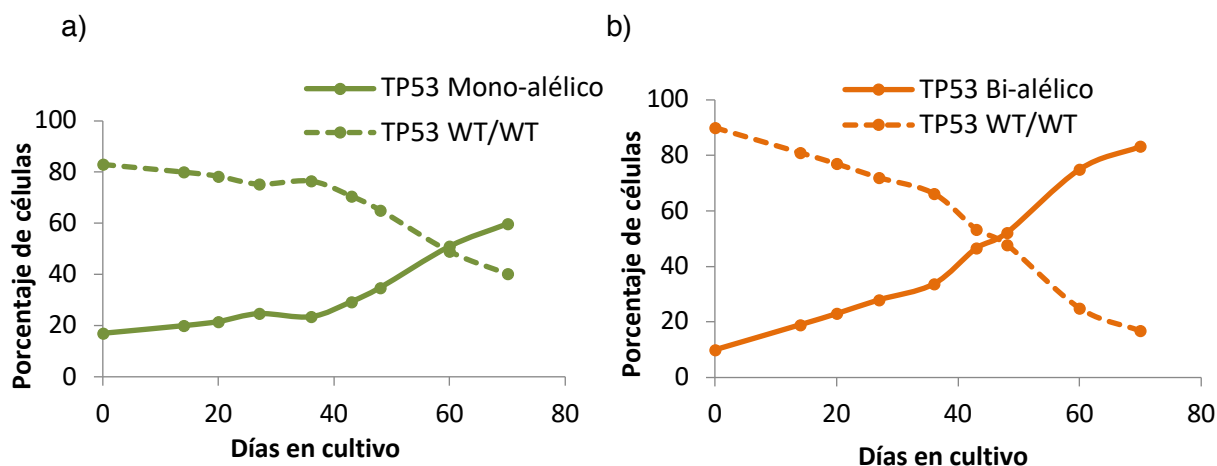 a)
TP53 Mono-alélico
TP53 WT/WT
Porcentaje de células
100
80
60
40
20
0
0 20 40 60 80
Días en cultivo
b)
TP53 Bi-alélico
TP53 WT/WT
Porcentaje de células
100
80
60
40
20
0
0 20 40 60 80
Días en cultivo